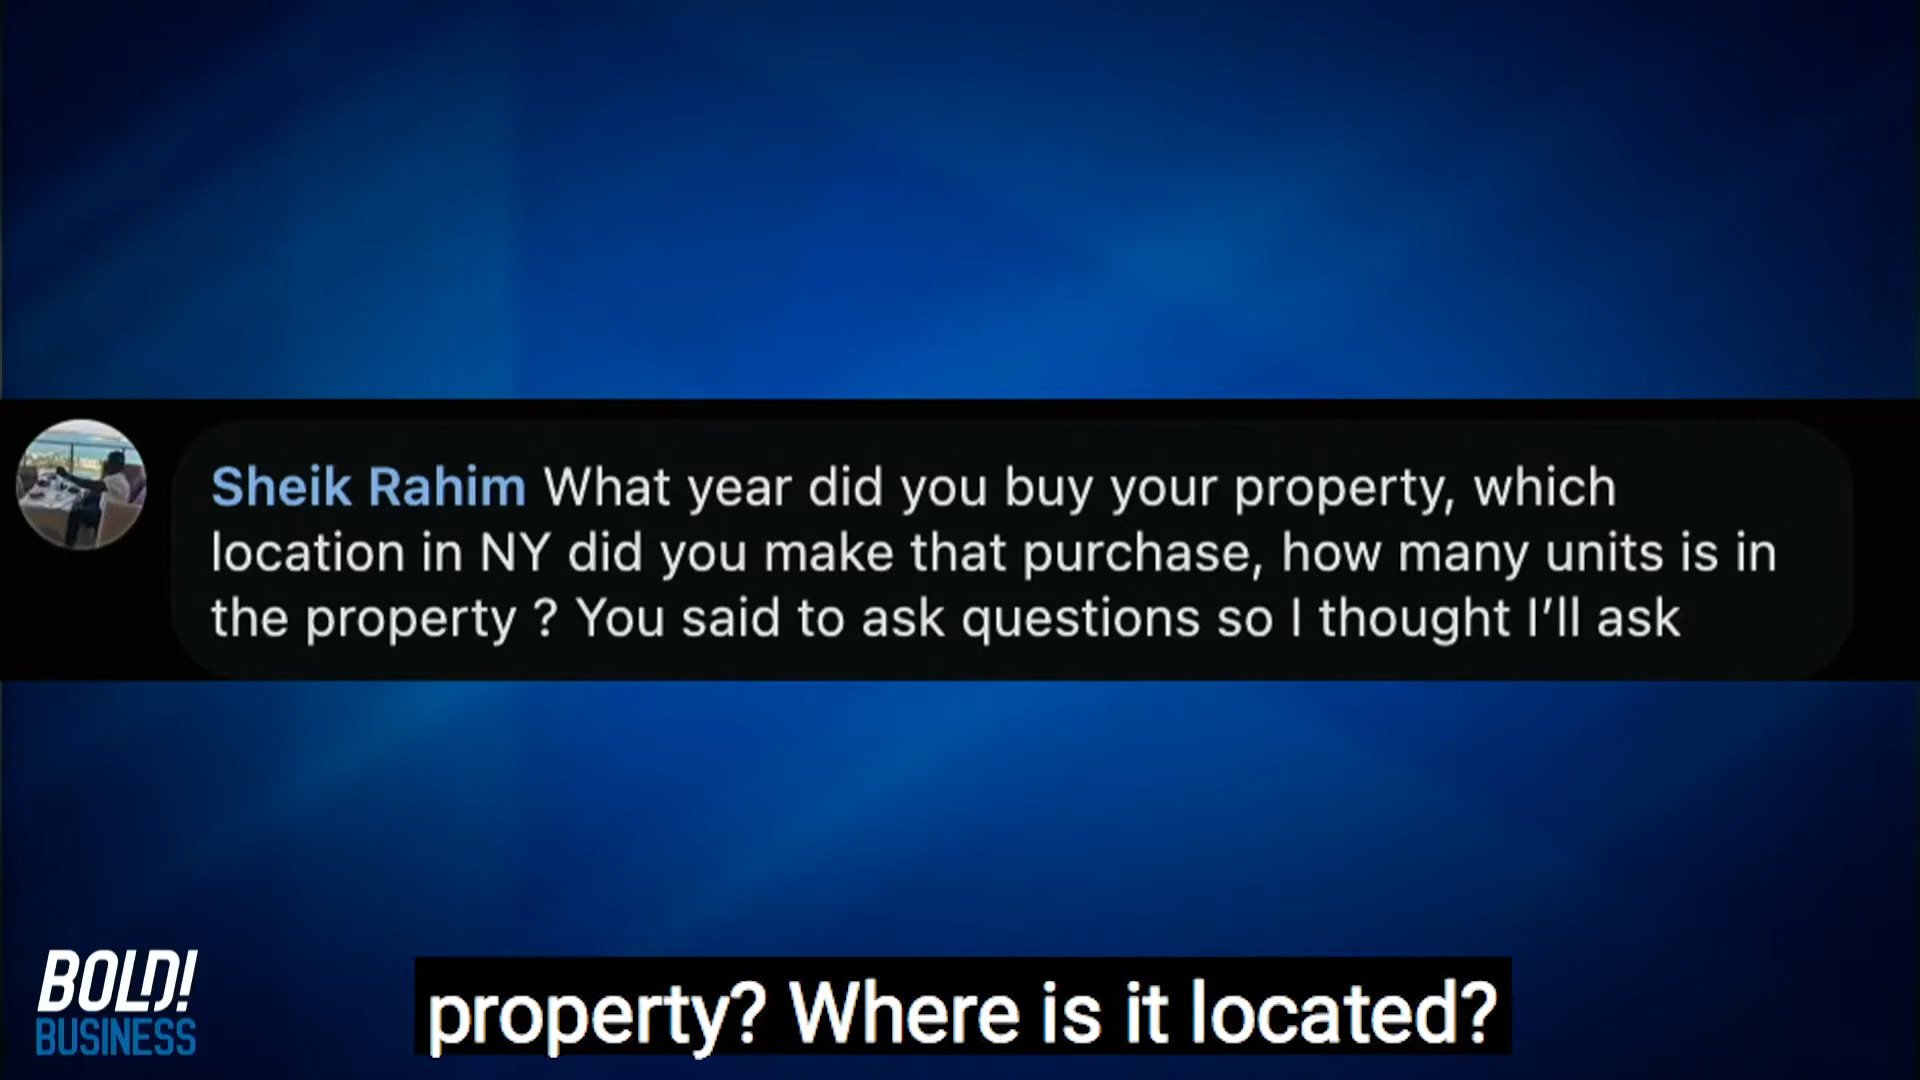 Sheik Rahim What year did you buy your property, which
location in NY did you make that purchase, how many units is in
the property ? You said to ask questions so I thought I’ll ask
BOLD!
BUSINESS
property? Where is it located?